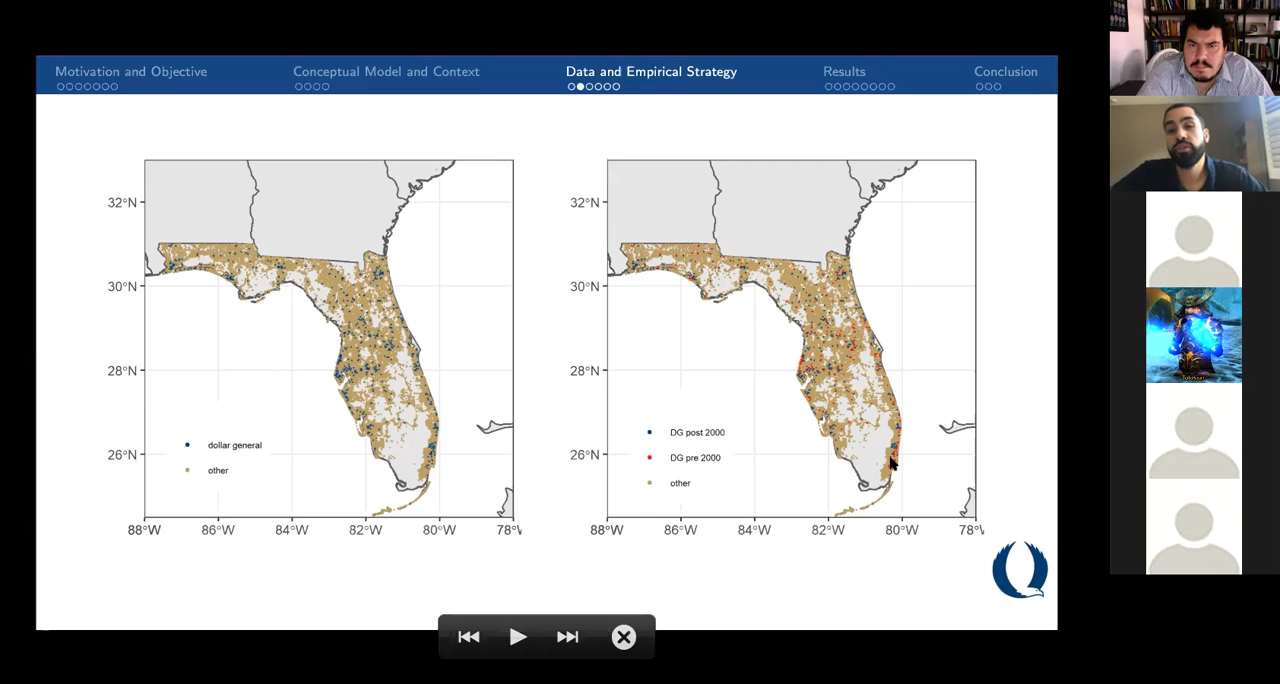 Motivation and Objective
Conceptual Model and Context
Data and Empirical Strategy
Results
Conclusion
32°N
30°N
28°N
26°N
88°W 86°W 84°W 82°W 80°W 78°W
dollar general
other
32°N
30°N
28°N
26°N
88°W 86°W 84°W 82°W 80°W 78°W
DG post 2000
DG pre 2000
other